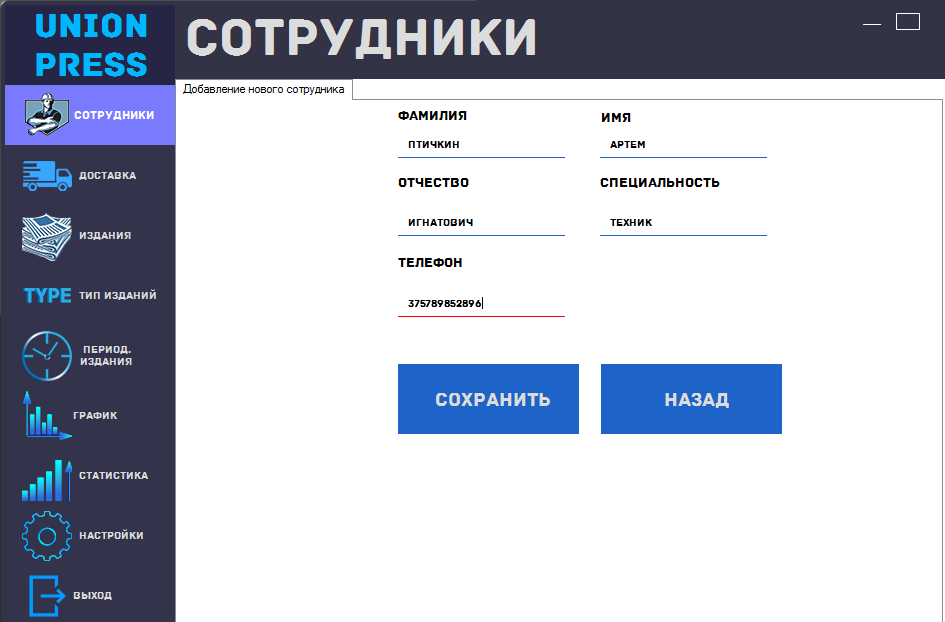 UNION
PRESS
СОТРУДНИКИ
СОТРУДНИКИ
ДОСТАВКА
ИЗДАНИЯ
TYPE ТИП ИЗДАНИЙ
ПЕРИОД.
ИЗДАНИЯ
ГРАФИК
СТАТИСТИКА
НАСТРОЙКИ
ВЫХОД
Добавление нового сотрудника
ФАМИЛИЯ ИМЯ
ПТИЧКИН АРТЕМ
ОТЧЕСТВО СПЕЦИАЛЬНОСТЬ
ИГНАТОВИЧ ТЕХНИК
ТЕЛЕФОН
375789852896
СОХРАНИТЬ НАЗАД